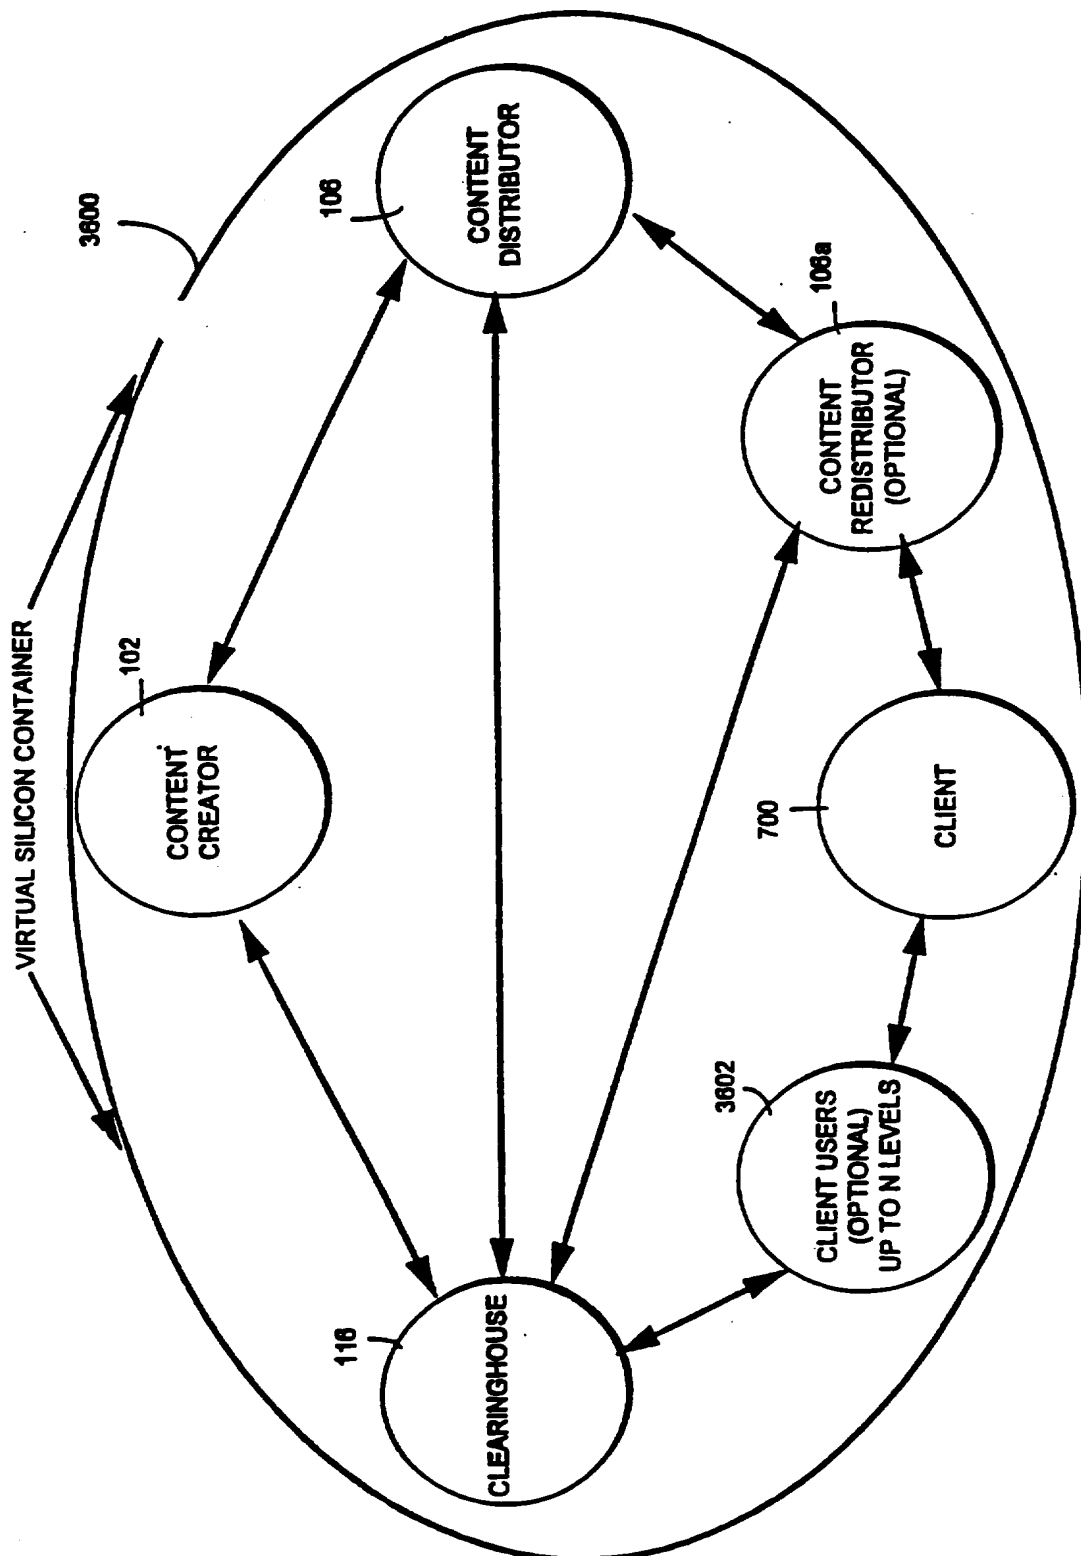 VIRTUAL SILICON CONTAINER
3600
102
CONTENT
CREATOR
116
CLEARINGHOUSE
106
CONTENT
DISTRIBUTOR
3602
CLIENT USERS
(OPTIONAL)
UP TO N LEVELS
700
CLIENT
106a
CONTENT
REDISTRIBUTOR
(OPTIONAL)